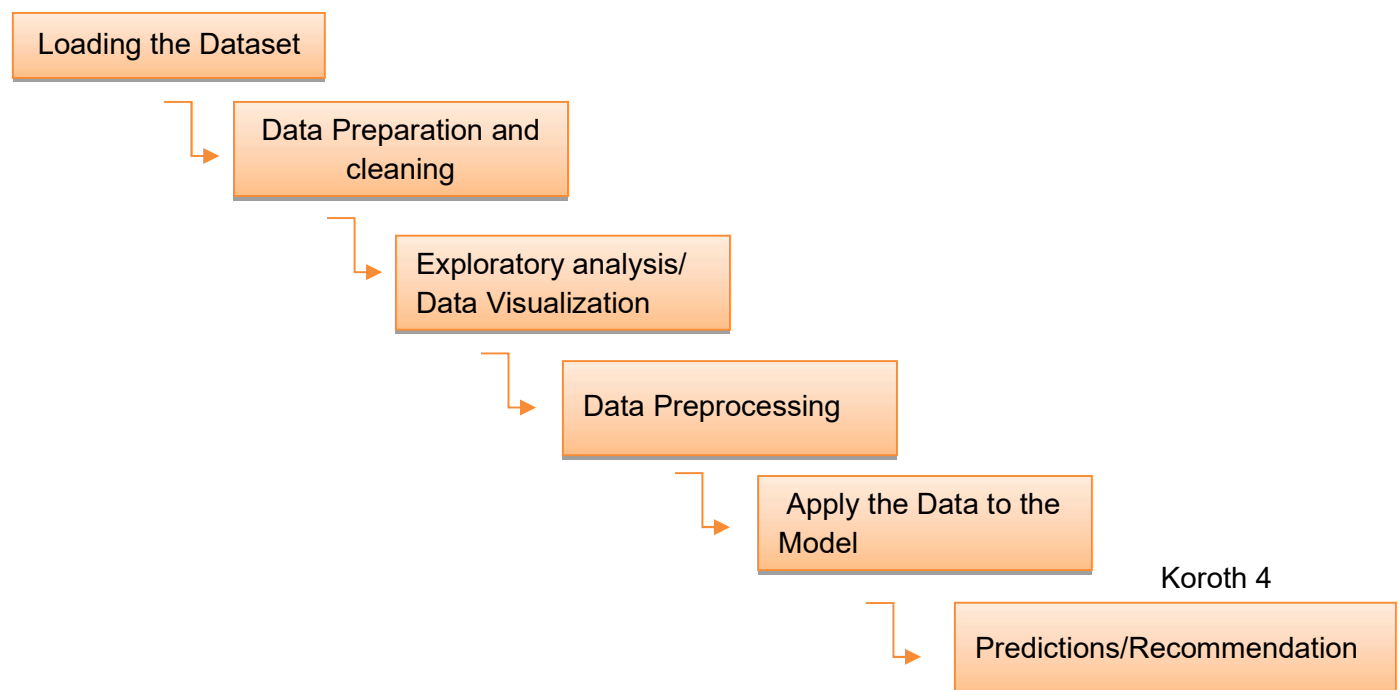 Loading the Dataset
Data Preparation and
cleaning
Exploratory analysis/
Data Visualization
Data Preprocessing
Apply the Data to the
Model
Koroth 4
Predictions/Recommendation